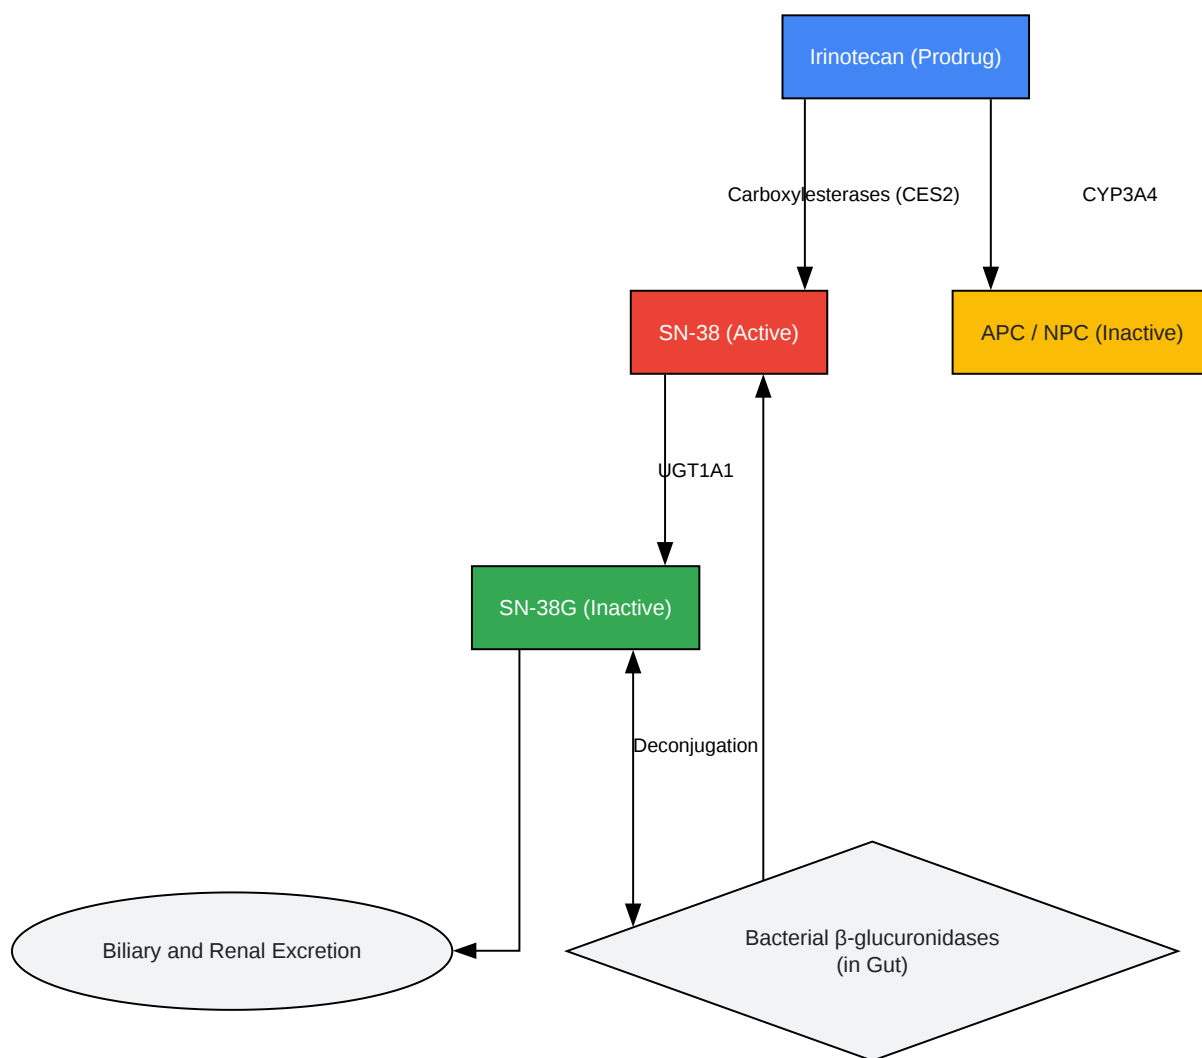 Irinotecan (Prodrug)
Carboxylesterases (CES2)
CYP3A4
SN-38 (Active)
APC / NPC (Inactive)
UGT1A1
SN-38G (Inactive)
Deconjugation
Biliary and Renal Excretion
Bacterial β-glucuronidases
(in Gut)